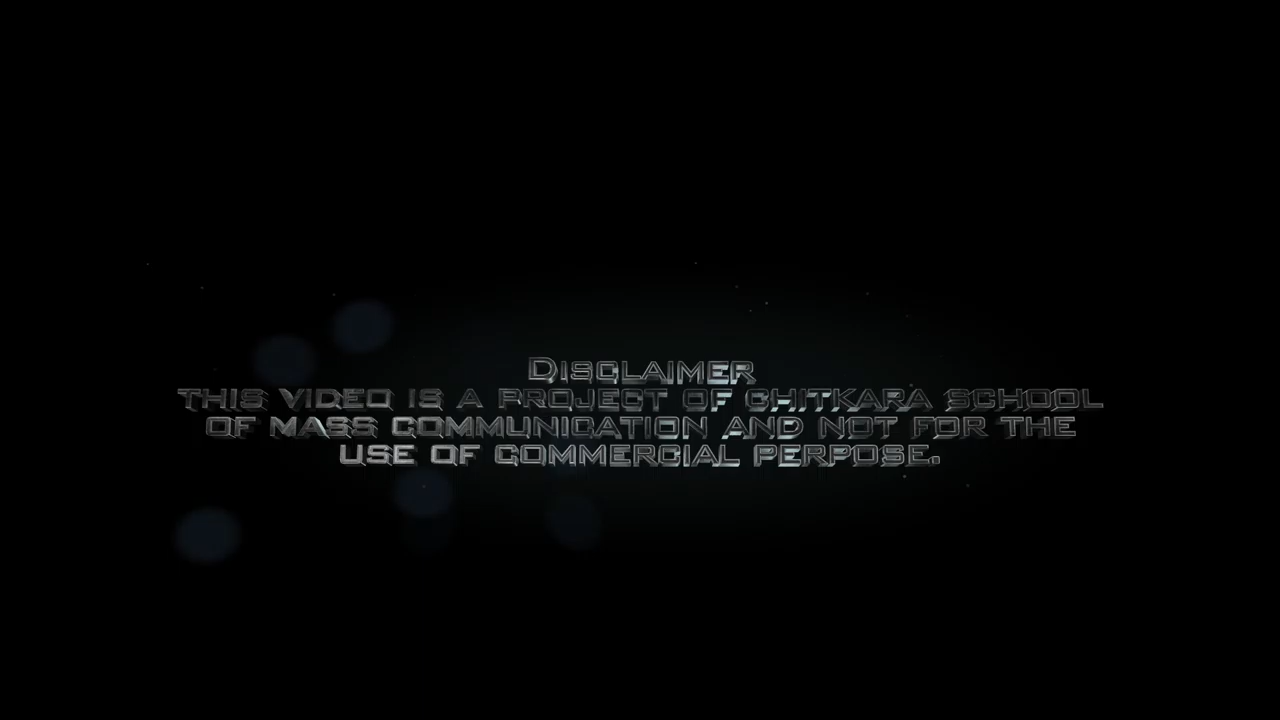 Disclaimer
THIS VIDEO IS A PROJECT OF CHITKARA SCHOOL
OF MASS COMMUNICATION AND NOT FOR THE
USE OF COMMERCIAL PERPOSE.